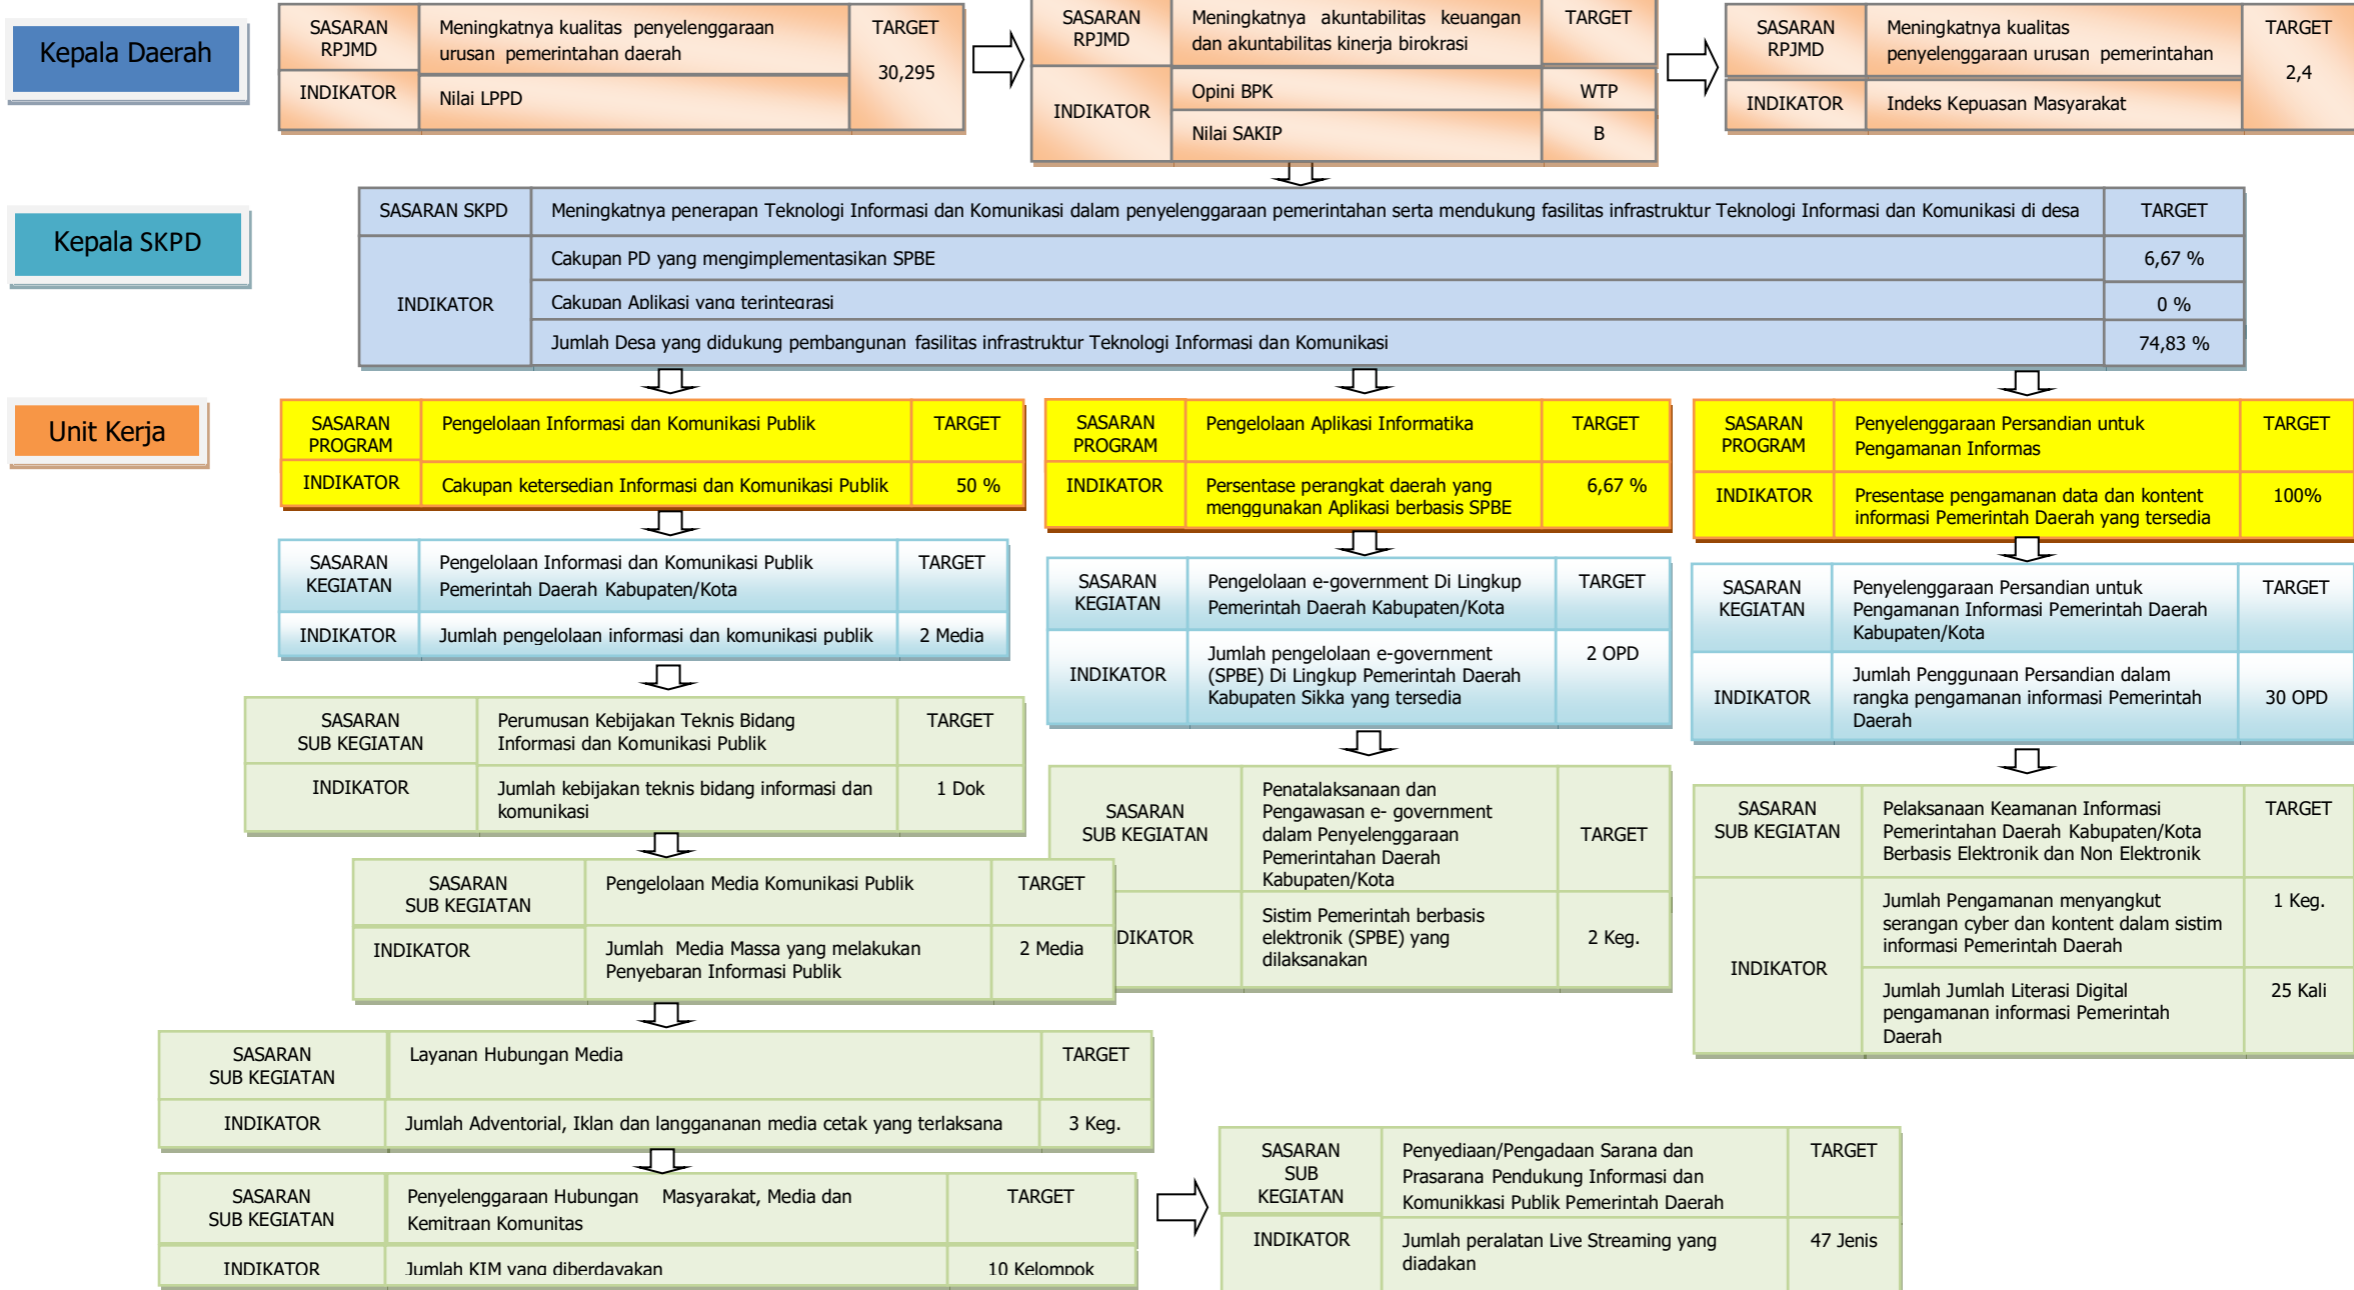 Kepala Daerah
SASARAN
RPJMD
Meningkatnya kualitas penyelenggaraan
urusan pemerintahan daerah
TARGET
30,295
INDIKATOR
Nilai LPPD
SASARAN
RPJMD
Meningkatnya akuntabilitas keuangan
dan akuntabilitas kinerja birokrasi
TARGET
INDIKATOR
Opini BPK
WTP
Nilai SAKIP
B
SASARAN
RPJMD
Meningkatnya kualitas
penyelenggaraan urusan pemerintahan
TARGET
2,4
INDIKATOR
Indeks Kepuasan Masyarakat
Kepala SKPD
SASARAN SKPD
Meningkatnya penerapan Teknologi Informasi dan Komunikasi dalam penyelenggaraan pemerintahan serta mendukung fasilitas infrastruktur Teknologi Informasi dan Komunikasi di desa
TARGET
INDIKATOR
Cakupan PD yang mengimplementasikan SPBE
6,67 %
Cakupan Aplikasi yang terintegrasi
0 %
Jumlah Desa yang didukung pembangunan fasilitas infrastruktur Teknologi Informasi dan Komunikasi
74,83 %
Unit Kerja
SASARAN
PROGRAM
Pengelolaan Informasi dan Komunikasi Publik
TARGET
INDIKATOR
Cakupan ketersedian Informasi dan Komunikasi Publik
50 %
SASARAN
PROGRAM
Pengelolaan Aplikasi Informatika
TARGET
INDIKATOR
Persentase perangkat daerah yang
menggunakan Aplikasi berbasis SPBE
6,67 %
SASARAN
PROGRAM
Penyelenggaraan Persandian untuk
Pengamanan Informas
TARGET
INDIKATOR
Presentase pengamanan data dan kontent
informasi Pemerintah Daerah yang tersedia
100%
SASARAN
KEGIATAN
Pengelolaan Informasi dan Komunikasi Publik
Pemerintah Daerah Kabupaten/Kota
TARGET
INDIKATOR
Jumlah pengelolaan informasi dan komunikasi publik
2 Media
SASARAN
KEGIATAN
Pengelolaan e-government Di Lingkup
Pemerintah Daerah Kabupaten/Kota
TARGET
INDIKATOR
Jumlah pengelolaan e-government
(SPBE) Di Lingkup Pemerintah Daerah
Kabupaten Sikka yang tersedia
2 OPD
SASARAN
KEGIATAN
Penyelenggaraan Persandian untuk
Pengamanan Informasi Pemerintah Daerah
Kabupaten/Kota
TARGET
INDIKATOR
Jumlah Penggunaan Persandian dalam
rangka pengamanan informasi Pemerintah
Daerah
30 OPD
SASARAN
SUB KEGIATAN
Perumusan Kebijakan Teknis Bidang
Informasi dan Komunikasi Publik
TARGET
INDIKATOR
Jumlah kebijakan teknis bidang informasi dan
komunikasi
1 Dok
SASARAN
SUB KEGIATAN
Penatalaksanaan dan
Pengawasan e- government
dalam Penyelenggaraan
Pemerintahan Daerah
Kabupaten/Kota
TARGET
DIKATOR
Sistim Pemerintah berbasis
elektronik (SPBE) yang
dilaksanakan
2 Keg.
SASARAN
SUB KEGIATAN
Pelaksanaan Keamanan Informasi
Pemerintahan Daerah Kabupaten/Kota
Berbasis Elektronik dan Non Elektronik
TARGET
INDIKATOR
Jumlah Pengamanan menyangkut
serangan cyber dan kontent dalam sistim
informasi Pemerintah Daerah
1 Keg.
Jumlah Jumlah Literasi Digital
pengamanan informasi Pemerintah
Daerah
25 Kali
SASARAN
SUB KEGIATAN
Pengelolaan Media Komunikasi Publik
TARGET
INDIKATOR
Jumlah Media Massa yang melakukan
Penyebaran Informasi Publik
2 Media
SASARAN
SUB KEGIATAN
Layanan Hubungan Media
TARGET
INDIKATOR
Jumlah Adventorial, Iklan dan langgananan media cetak yang terlaksana
3 Keg.
SASARAN
SUB KEGIATAN
Penyelenggaraan Hubungan Masyarakat, Media dan
Kemitraan Komunitas
TARGET
INDIKATOR
Jumlah KIM yang diberdayakan
10 Kelompok
SASARAN
SUB
KEGIATAN
Penyediaan/Pengadaan Sarana dan
Prasarana Pendukung Informasi dan
Komunikkasi Publik Pemerintah Daerah
TARGET
INDIKATOR
Jumlah peralatan Live Streaming yang
diadakan
47 Jenis